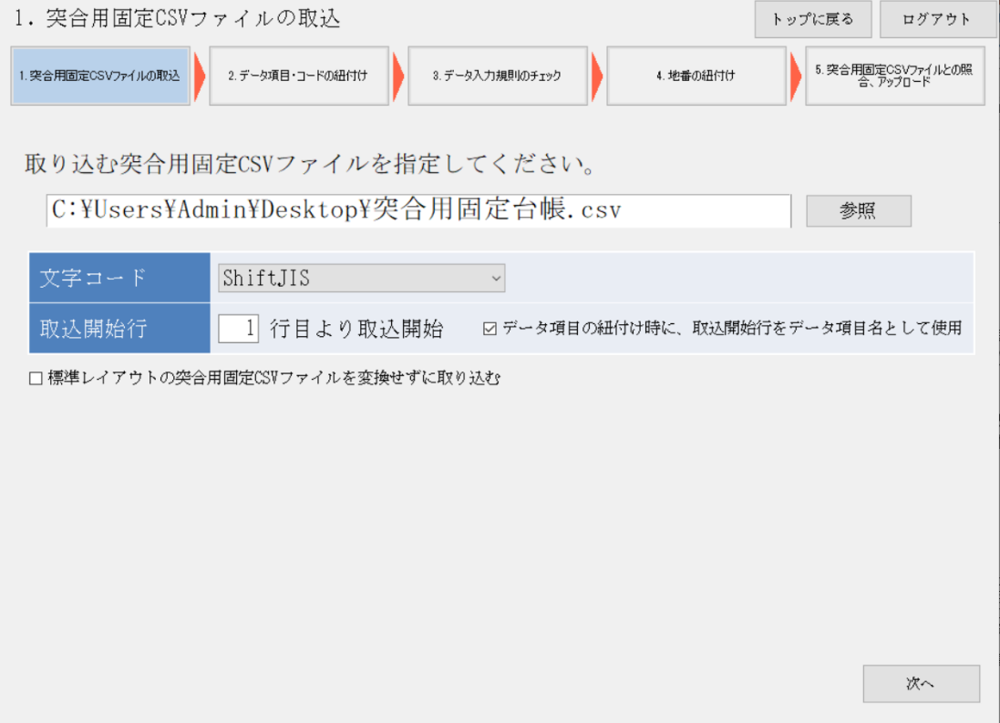 1. 突合用固定CSVファイルの取込
トップに戻る
ログアウト
1.突合用固定CSVファイルの取込
2.データ項目・コードの紐付け
3.データ入力規則のチェック
4.地番の紐付け
5.突合用固定CSVファイルとの照
合、アップロード
取り込む突合用固定CSVファイルを指定してください。
C:¥Users¥Admin¥Desktop¥突合用固定台帳.csv
参照
文字コード
ShiftJIS
取込開始行
1 行目より取込開始
データ項目の紐付け時に、取込開始行をデータ項目名として使用
標準レイアウトの突合用固定CSVファイルを変換せずに取り込む
次へ